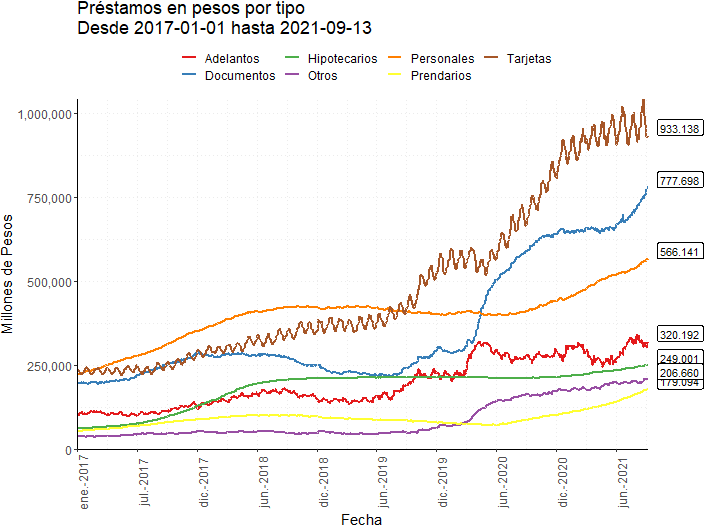 Préstamos en pesos por tipo
Desde 2017-01-01 hasta 2021-09-13
Adelantos Hipotecarios Personales Tarjetas
Documentos Otros Prendarios
Millones de Pesos
1,000,000
750,000
500,000
250,000
0
933.138
777.698
566.141
320.192
249.001
206.660
179.094
ene.-2017 jul.-2017 dic.-2017 jun.-2018 dic.-2018 jun.-2019 dic.-2019 jun.-2020 dic.-2020 jun.-2021
Fecha